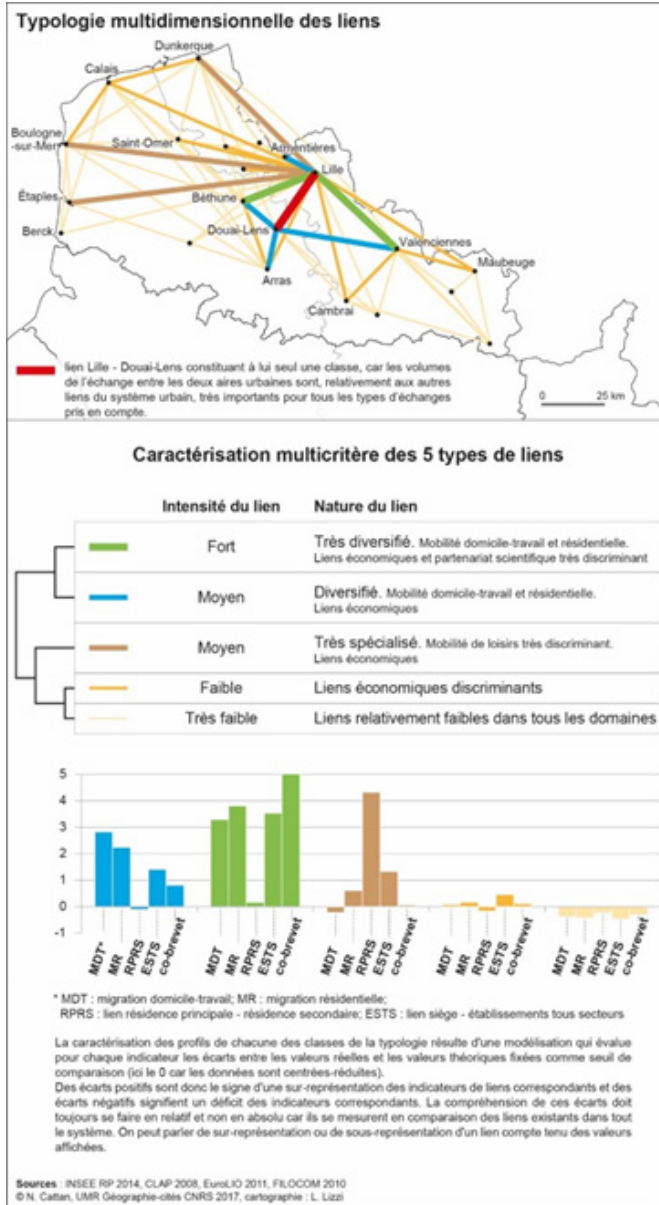 Typologie multidimensionnelle des liens
Dunkerque
Calais
Boulogne
-sur-Mer
Saint-Omer
Armentières
Lille
Étaples
Béthune
Berck
Douai-Lens
Valenciennes
Maubeuge
Arras
Cambrai
lien Lille - Douai-Lens constituant à lui seul une classe, car les volumes
de l'échange entre les deux aires urbaines sont, relativement aux autres
liens du système urbain, très importants pour tous les types d'échanges
pris en compte.
0 25 km
Caractérisation multicritère des 5 types de liens
Intensité du lien Nature du lien
Fort Très diversifié. Mobilité domicile-travail et résidentielle.
Liens économiques et partenariat scientifique très discriminant
Moyen Diversifié. Mobilité domicile-travail et résidentielle.
Liens économiques
Moyen Très spécialisé. Mobilité de loisirs très discriminant.
Liens économiques
Faible Liens économiques discriminants
Très faible Liens relativement faibles dans tous les domaines
5
4
3
2
1
0
-1
MDT* MR RPRS ESTS co-brevet MDT MR RPRS ESTS co-brevet MDT MR RPRS ESTS co-brevet MDT MR RPRS ESTS co-brevet MDT MR RPRS ESTS co-brevet
* MDT : migration domicile-travail; MR : migration résidentielle;
RPRS : lien résidence principale - résidence secondaire; ESTS : lien siège - établissements tous secteurs
La caractérisation des profils de chacune des classes de la typologie résulte d'une modélisation qui évalue
pour chaque indicateur les écarts entre les valeurs réelles et les valeurs théoriques fixées comme seuil de
comparaison (ici le 0 car les données sont centrées-réduites).
Des écarts positifs sont donc le signe d'une sur-représentation des indicateurs de liens correspondants et des
écarts négatifs signifient un déficit des indicateurs correspondants. La compréhension de ces écarts doit
toujours se faire en relatif et non en absolu car ils se mesurent en comparaison des liens existants dans tout
le système. On peut parler de sur-représentation ou de sous-représentation d'un lien compte tenu des valeurs
affichées.
Sources : INSEE RP 2014, CLAP 2008, EuroLIO 2011, FILOCOM 2010
© N. Cattan, UMR Géographie-cités CNRS 2017, cartographie : L. Lizzi